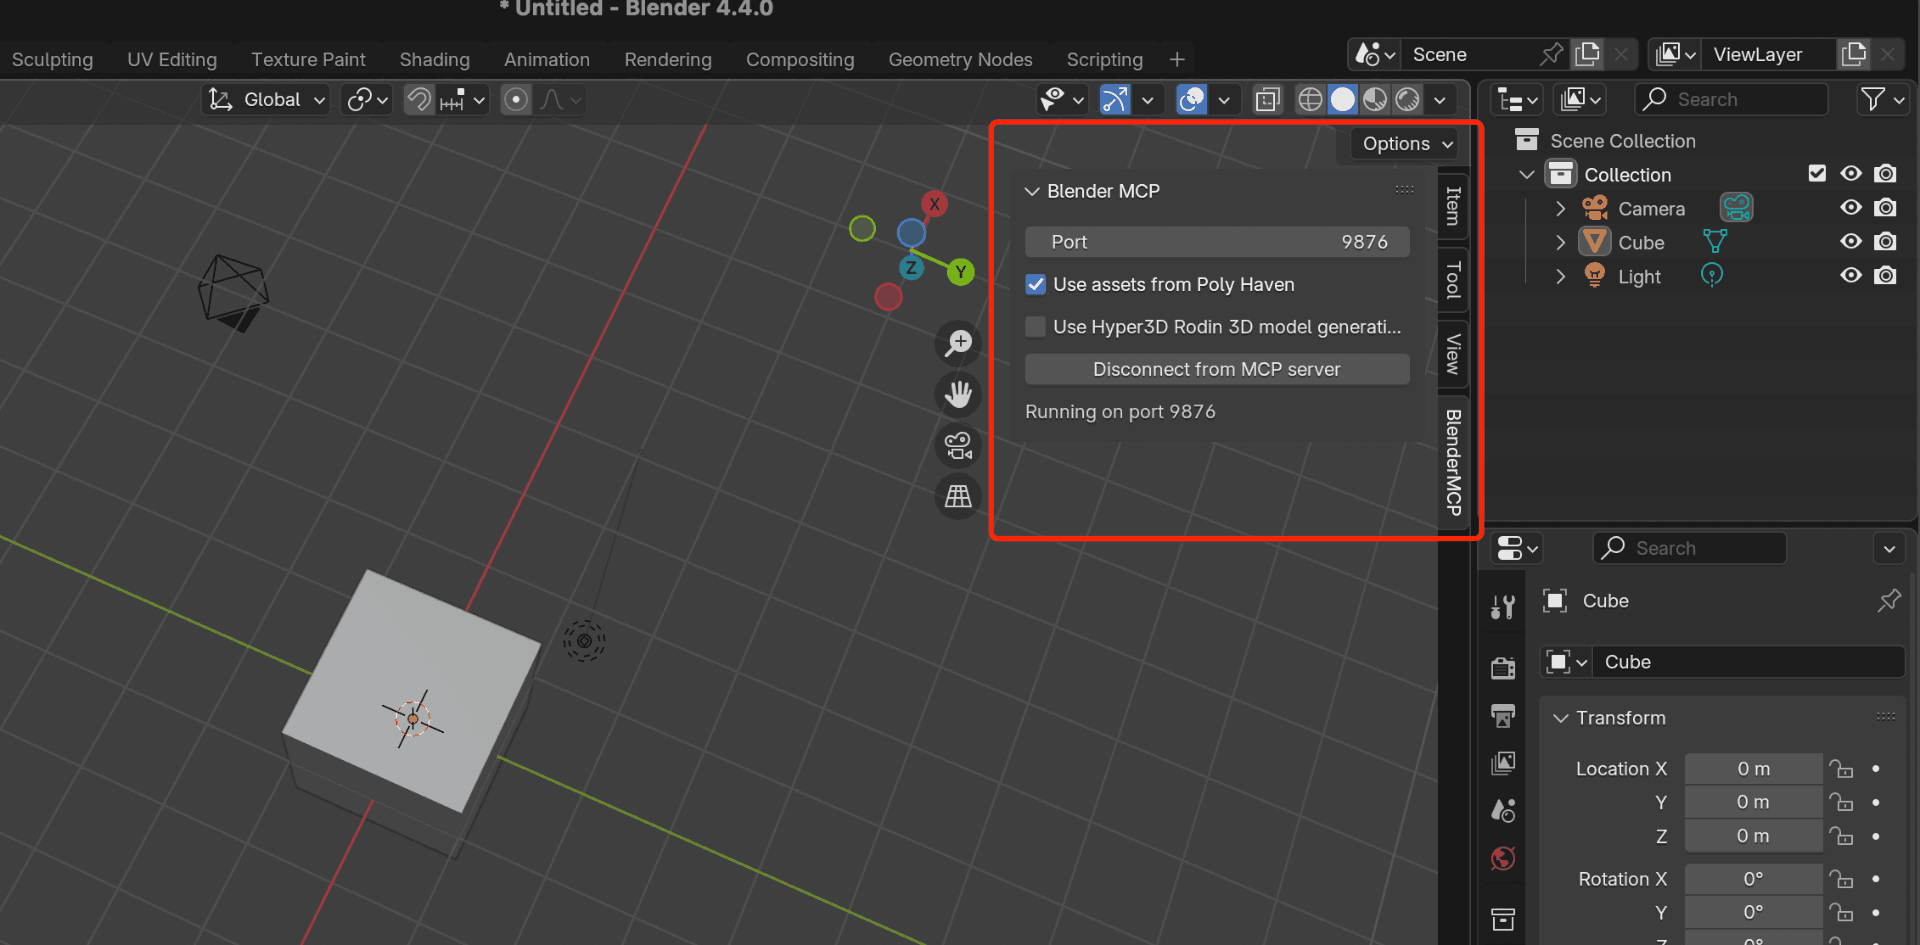 * Untitled - Blender 4.4.0
Sculpting UV Editing Texture Paint Shading Animation Rendering Compositing Geometry Nodes Scripting +
Scene
ViewLayer
Global
Search
Options
Scene Collection
Collection
Camera
Cube
Light
X
Y
Z
Blender MCP
Port 9876
Use assets from Poly Haven
Use Hyper3D Rodin 3D model generati...
Disconnect from MCP server
Running on port 9876
Item
Tool
View
BlenderMCP
Search
Cube
Cube
Transform
Location X 0 m
Y 0 m
Z 0 m
Rotation X 0°
Y 0°
Z 0°